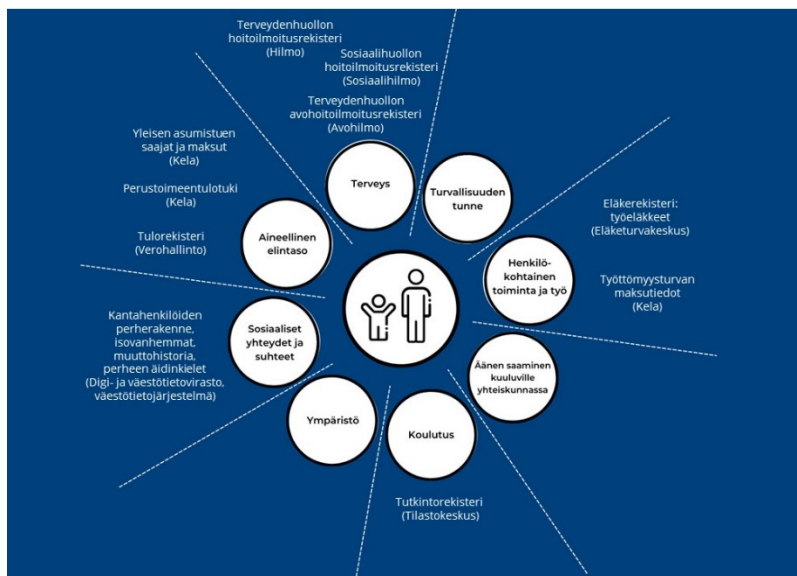 Terveydenhuollon
hoitoilmoitusrekisteri
(Hilmo)
Sosiaalihuollon
hoitoilmoitusrekisteri
(Sosiaalihilmo)
Terveydenhuollon
avohoitoilmoitusrekisteri
(Avohilmo)
Terveys
Turvallisuuden
tunne
Eläkerekisteri:
työeläkkeet
(Eläketurvakeskus)
Työttömyysturvan
maksutiedot
(Kela)
Henkilö-
kohtainen
toiminta ja työ
Äänen saaminen
kuuluville
yhteiskunnassa
Koulutus
Tutkintorekisteri
(Tilastokeskus)
Ympäristö
Sosiaaliset
yhteydet ja
suhteet
Kantahenkilöiden
perherakenne,
isovanhemmat,
muuttohistoria,
perheen äidinkielet
(Digi- ja väestötietovirasto,
väestötietojärjestelmä)
Aineellinen
elintaso
Yleisen asumistuen
saajat ja maksut
(Kela)
Perustoimeentulotuki
(Kela)
Tulorekisteri
(Verohallinto)